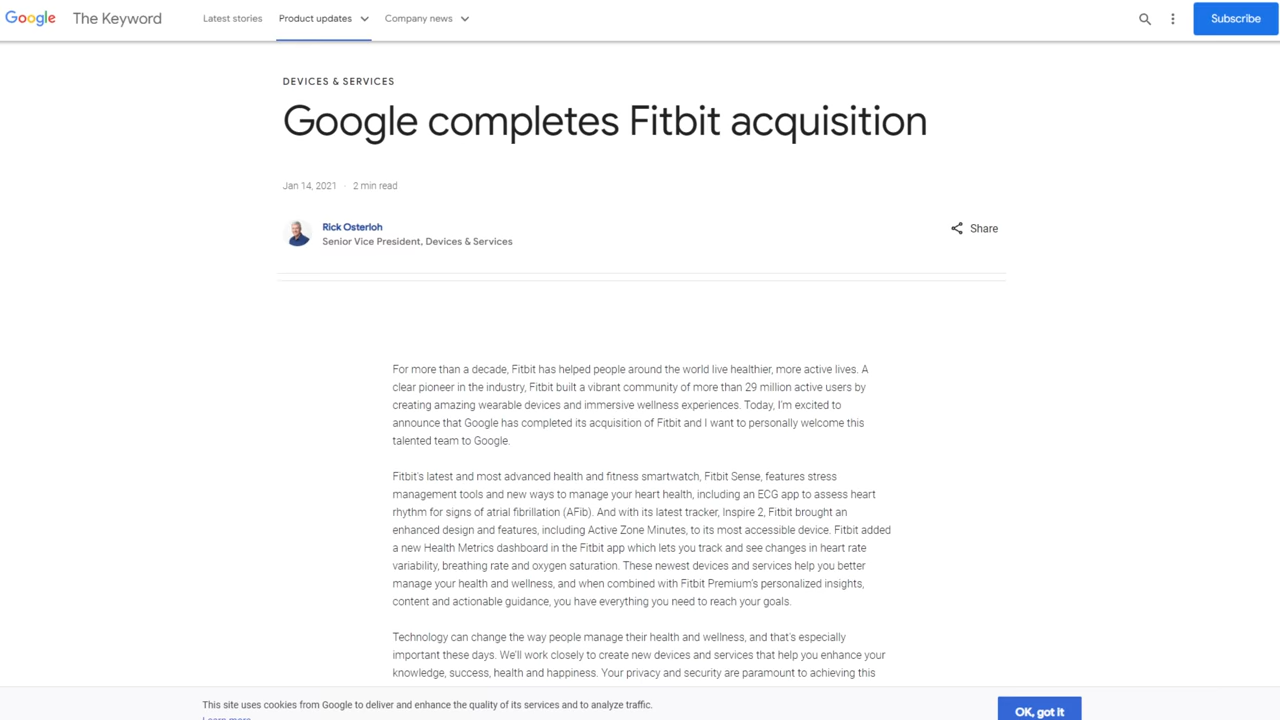 Google The Keyword Latest stories Product updates Company news Subscribe
DEVICES & SERVICES
Google completes Fitbit acquisition
Jan 14, 2021 · 2 min read
Rick Osterloh
Senior Vice President, Devices & Services
Share
For more than a decade, Fitbit has helped people around the world live healthier, more active lives. A
clear pioneer in the industry, Fitbit built a vibrant community of more than 29 million active users by
creating amazing wearable devices and immersive wellness experiences. Today, I'm excited to
announce that Google has completed its acquisition of Fitbit and I want to personally welcome this
talented team to Google.
Fitbit's latest and most advanced health and fitness smartwatch, Fitbit Sense, features stress
management tools and new ways to manage your heart health, including an ECG app to assess heart
rhythm for signs of atrial fibrillation (AFib). And with its latest tracker, Inspire 2, Fitbit brought an
enhanced design and features, including Active Zone Minutes, to its most accessible device. Fitbit added
a new Health Metrics dashboard in the Fitbit app which lets you track and see changes in heart rate
variability, breathing rate and oxygen saturation. These newest devices and services help you better
manage your health and wellness, and when combined with Fitbit Premium's personalized insights,
content and actionable guidance, you have everything you need to reach your goals.
Technology can change the way people manage their health and wellness, and that's especially
important these days. We'll work closely to create new devices and services that help you enhance your
knowledge, success, health and happiness. Your privacy and security are paramount to achieving this
This site uses cookies from Google to deliver and enhance the quality of its services and to analyze traffic.
Learn more
OK, got it